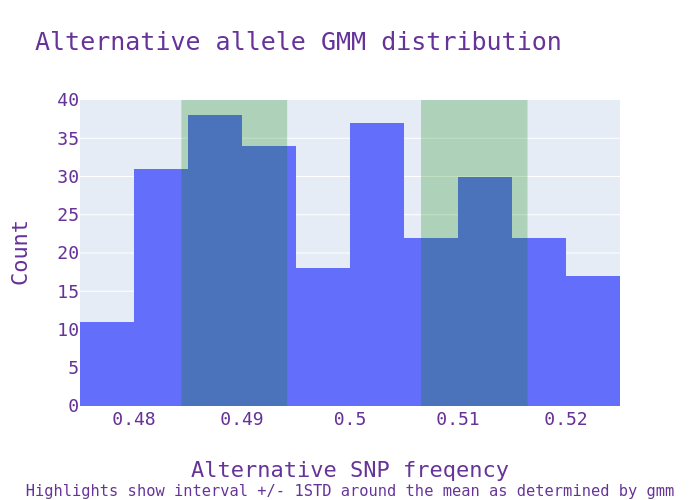 Alternative allele GMM distribution
40
35
30
25
20
15
10
5
0
Count
0.48 0.49 0.5 0.51 0.52
Alternative SNP freqency
Highlights show interval +/- 1STD around the mean as determined by gmm